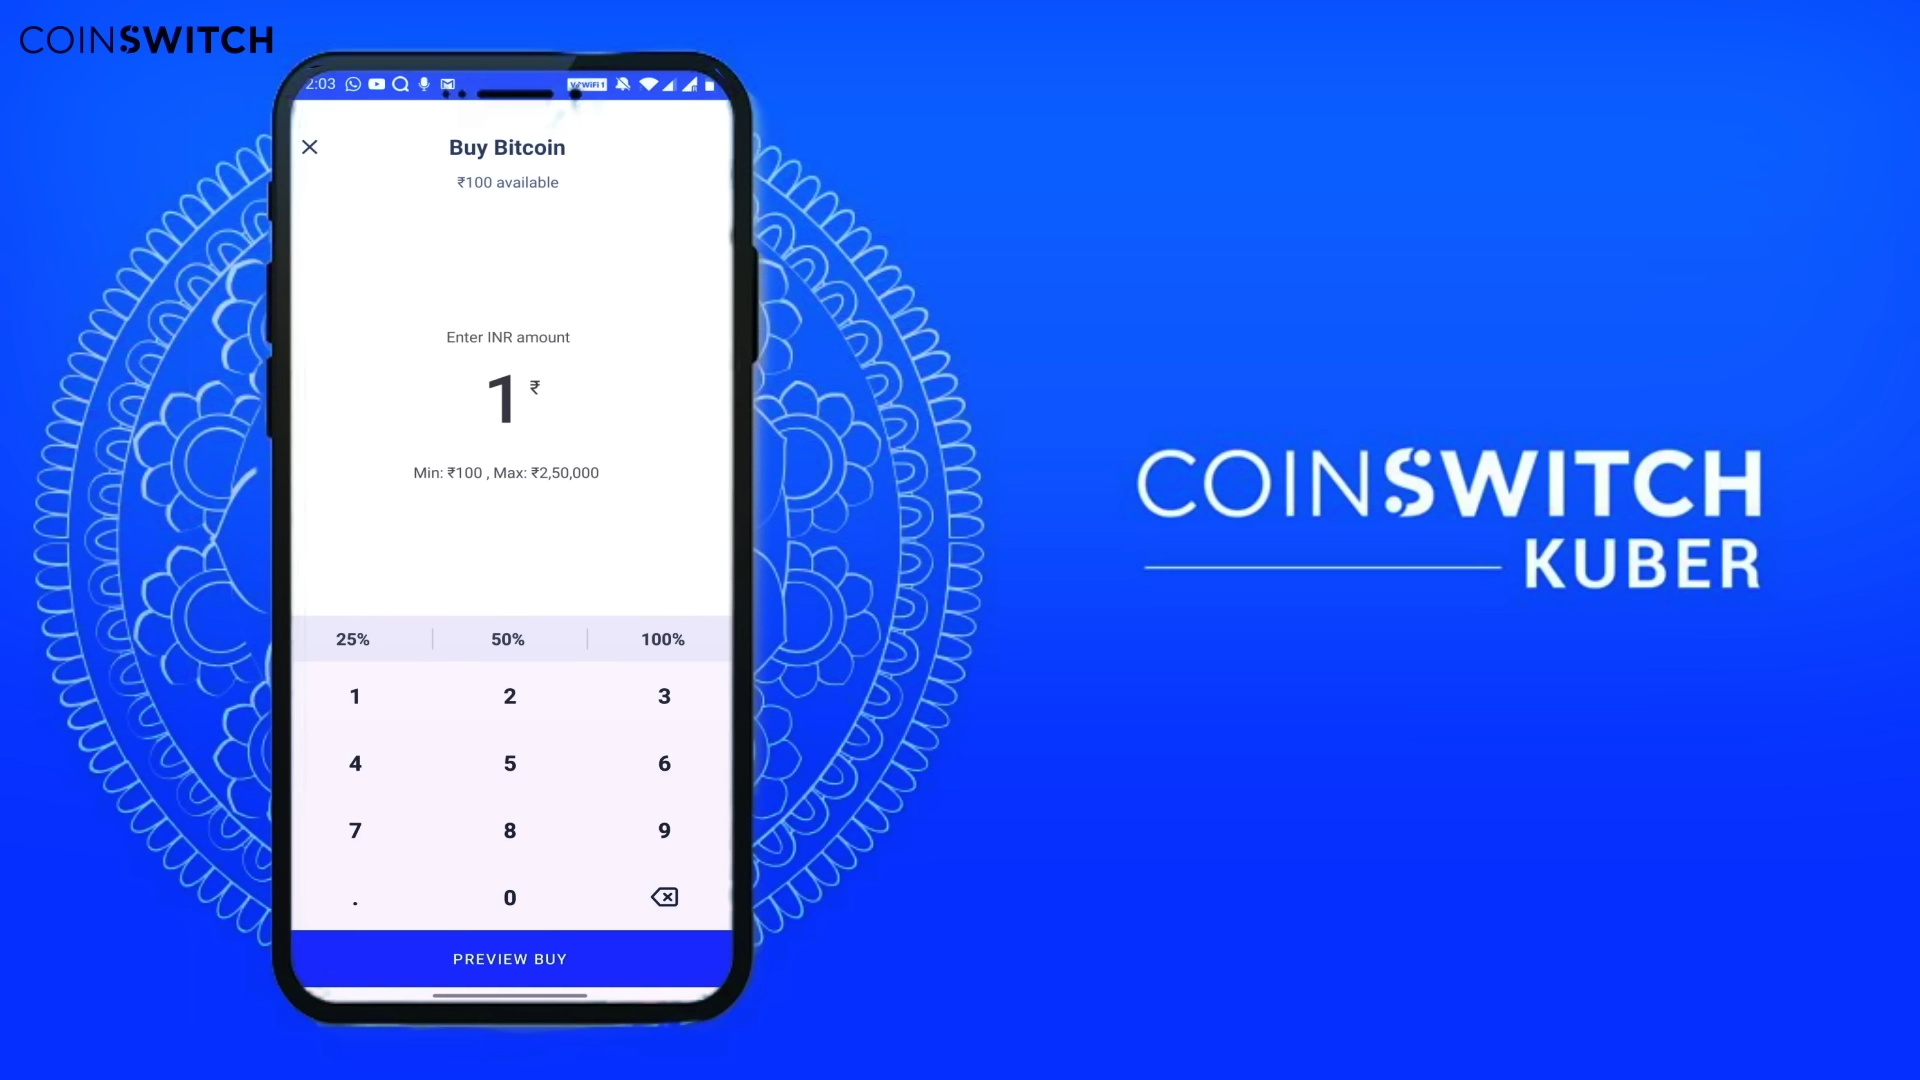 COINSWITCH
2:03
Buy Bitcoin
₹100 available
Enter INR amount
1 ₹
Min: ₹100 , Max: ₹2,50,000
25% 50% 100%
1 2 3
4 5 6
7 8 9
. 0
PREVIEW BUY
COINSWITCH
KUBER